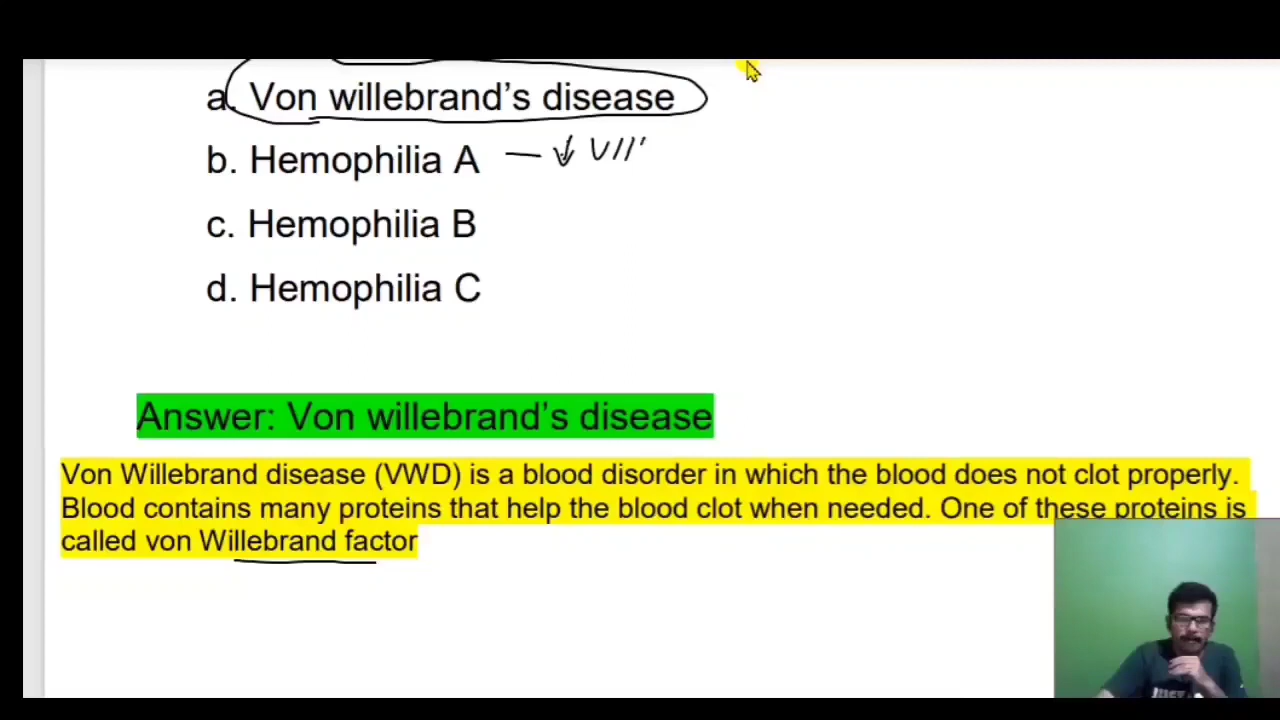 a. Von willebrand’s disease
b. Hemophilia A – ↓ VIII
c. Hemophilia B
d. Hemophilia C
Answer: Von willebrand’s disease
Von Willebrand disease (VWD) is a blood disorder in which the blood does not clot properly.
Blood contains many proteins that help the blood clot when needed. One of these proteins is
called von Willebrand factor